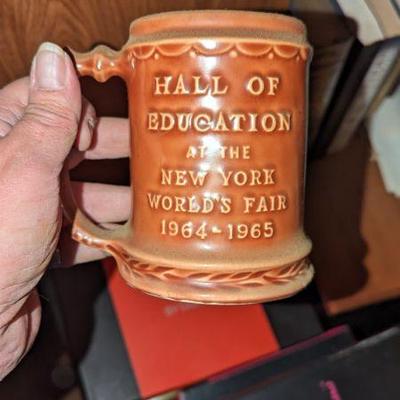 HALL OF
EDUCATION
AT THE
NEW YORK
WORLD'S FAIR
1964-1965